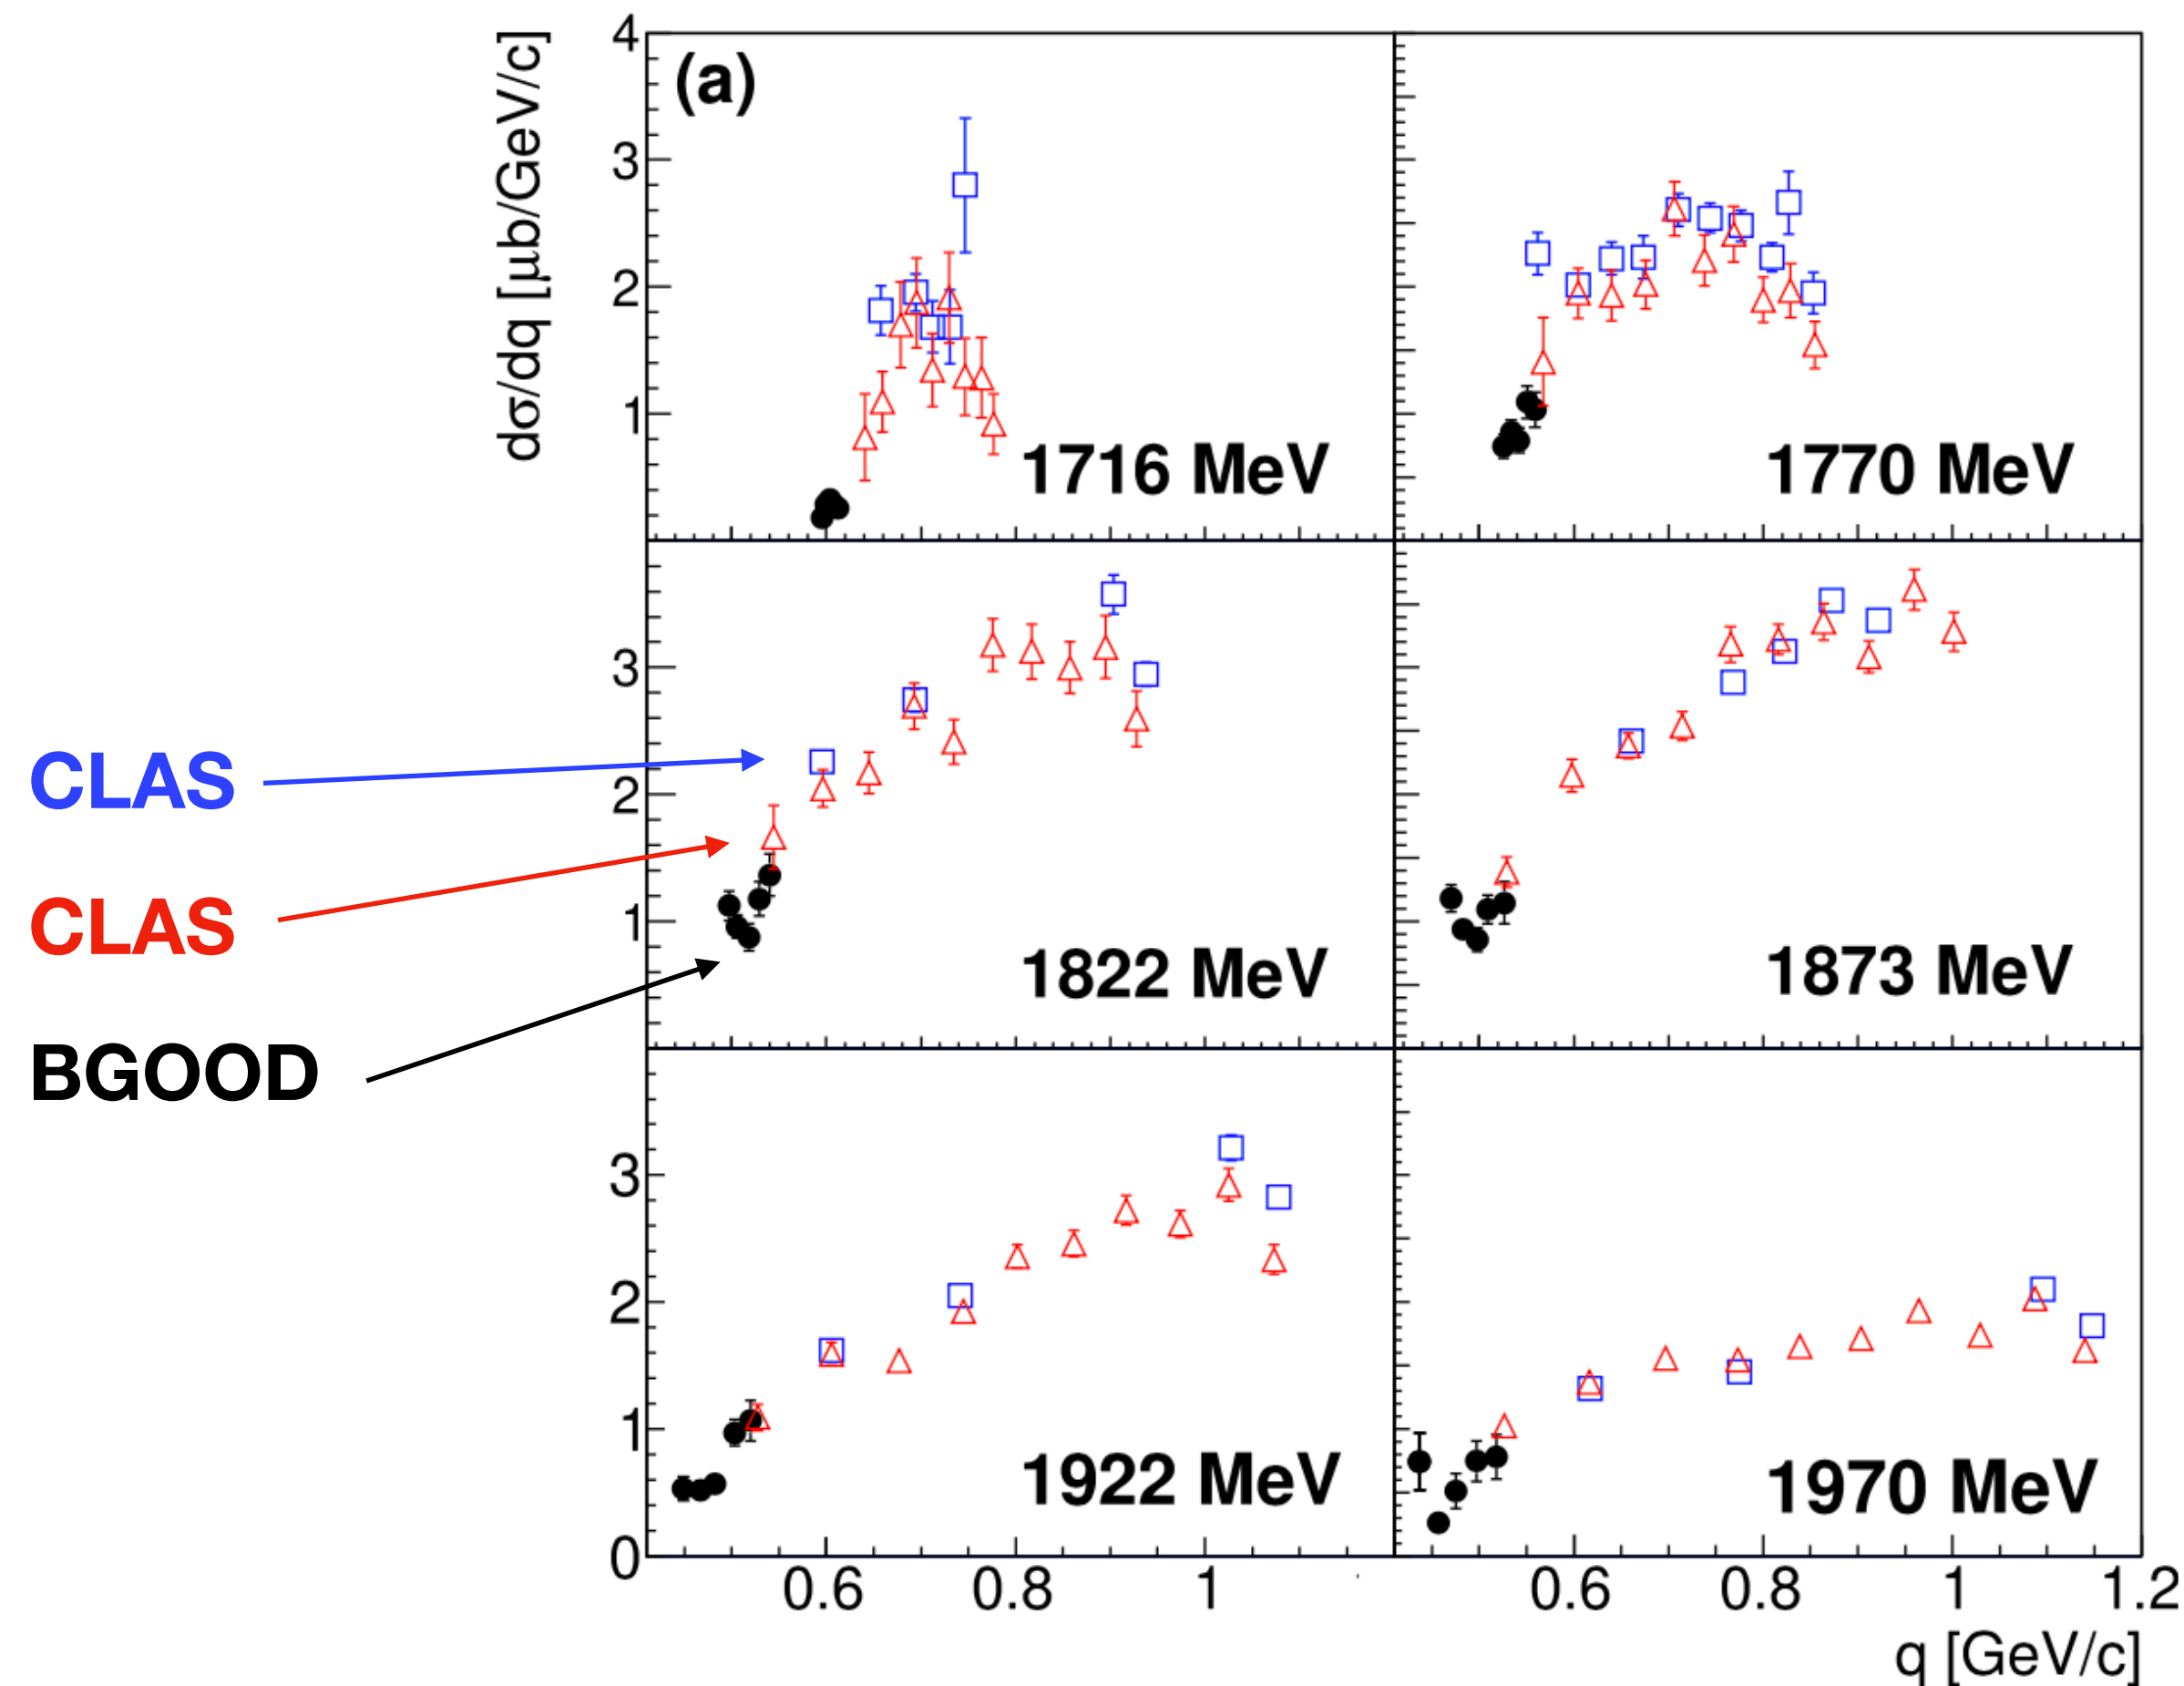 dσ/dq [μb/GeV/c]
(a)
4
3
2
1
1716 MeV
1770 MeV
3
2
1
1822 MeV
1873 MeV
CLAS
CLAS
BGOOD
3
2
1
0
1922 MeV
1970 MeV
0.6 0.8 1 0.6 0.8 1 1.2
q [GeV/c]